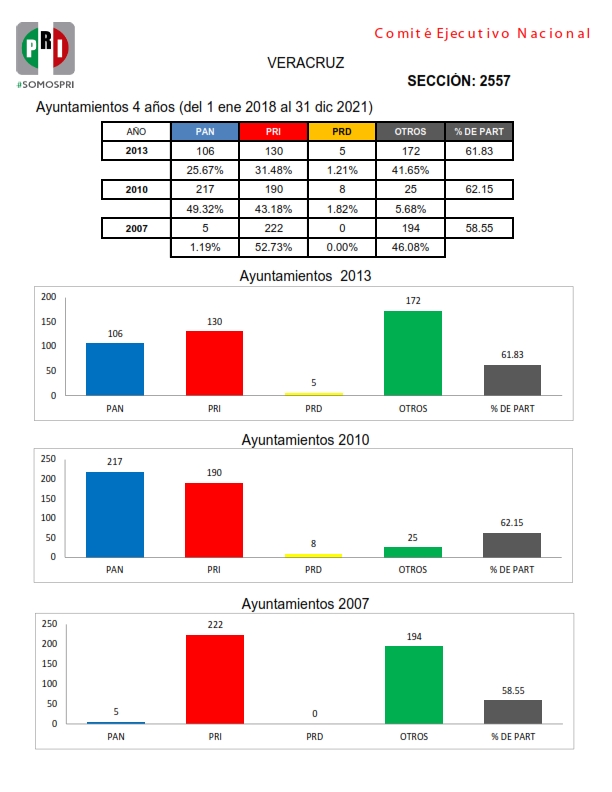 Comité Ejecutivo Nacional
PRI
#SOMOSPRI
VERACRUZ
SECCIÓN: 2557
Ayuntamientos 4 años (del 1 ene 2018 al 31 dic 2021)
AÑO PAN PRI PRD OTROS % DE PART
2013 106 130 5 172 61.83
25.67% 31.48% 1.21% 41.65%
2010 217 190 8 25 62.15
49.32% 43.18% 1.82% 5.68%
2007 5 222 0 194 58.55
1.19% 52.73% 0.00% 46.08%
Ayuntamientos 2013
200
150
100
50
0
106 130 5 172 61.83
PAN PRI PRD OTROS % DE PART
Ayuntamientos 2010
250
200
150
100
50
0
217 190 8 25 62.15
PAN PRI PRD OTROS % DE PART
Ayuntamientos 2007
250
200
150
100
50
0
5 222 0 194 58.55
PAN PRI PRD OTROS % DE PART